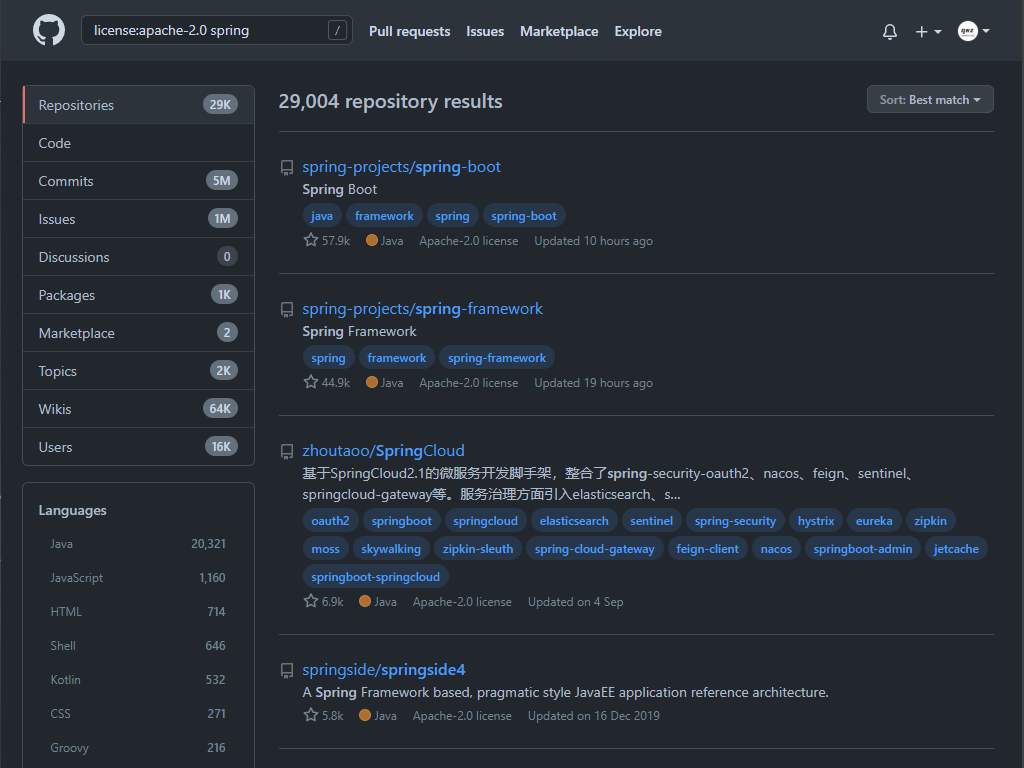 license:apache-2.0 spring / Pull requests Issues Marketplace Explore
Repositories 29K
Code
Commits 5M
Issues 1M
Discussions 0
Packages 1K
Marketplace 2
Topics 2K
Wikis 64K
Users 16K
Languages
Java 20,321
JavaScript 1,160
HTML 714
Shell 646
Kotlin 532
CSS 271
Groovy 216
29,004 repository results
Sort: Best match
spring-projects/spring-boot
Spring Boot
java framework spring spring-boot
57.9k Java Apache-2.0 license Updated 10 hours ago
spring-projects/spring-framework
Spring Framework
spring framework spring-framework
44.9k Java Apache-2.0 license Updated 19 hours ago
zhoutaoo/SpringCloud
基于SpringCloud2.1的微服务开发脚手架，整合了spring-security-oauth2、nacos、feign、sentinel、
springcloud-gateway等。服务治理方面引入elasticsearch、s...
oauth2 springboot springcloud elasticsearch sentinel spring-security hystrix eureka zipkin
moss skywalking zipkin-sleuth spring-cloud-gateway feign-client nacos springboot-admin jetcache
springboot-springcloud
6.9k Java Apache-2.0 license Updated on 4 Sep
springside/springside4
A Spring Framework based, pragmatic style JavaEE application reference architecture.
5.8k Java Apache-2.0 license Updated on 16 Dec 2019